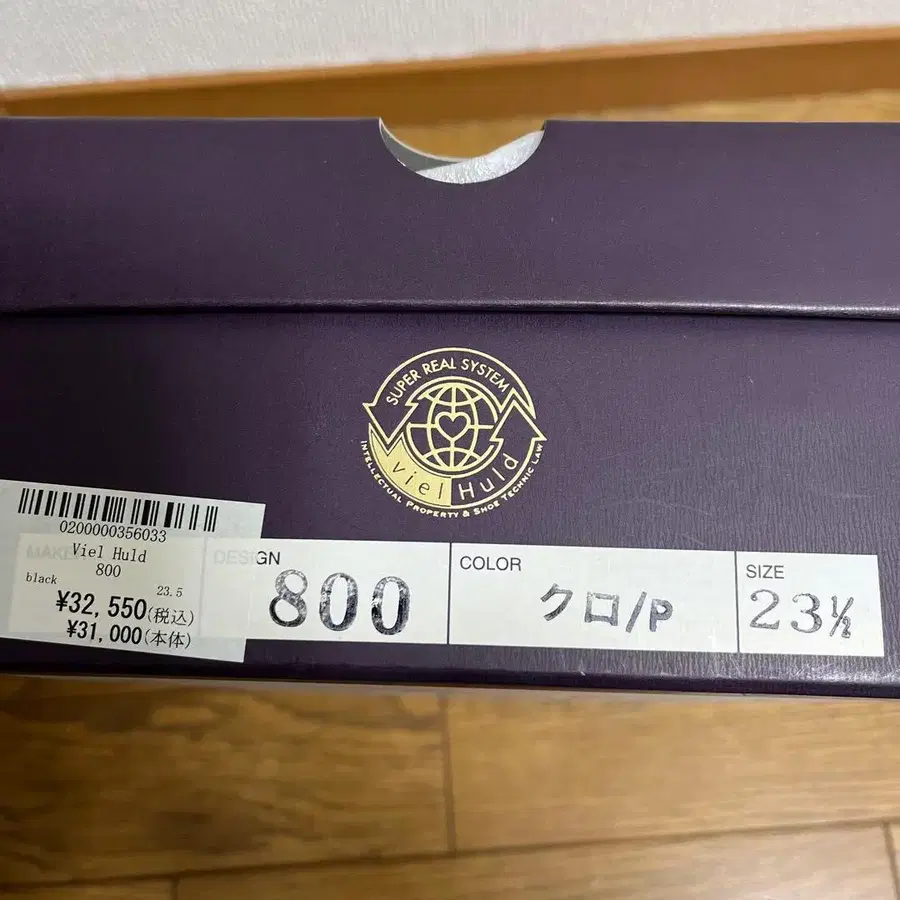 SUPER REAL SYSTEM
viel Huld
INTELLECTUAL PROPERTY & SHOE TECHNIC LAW
0200000356033
MAKE
Viel Huld
800
black 23.5
¥32,550(税込)
¥31,000(本体)
DESIGN
800
COLOR
クロ/P
SIZE
23½